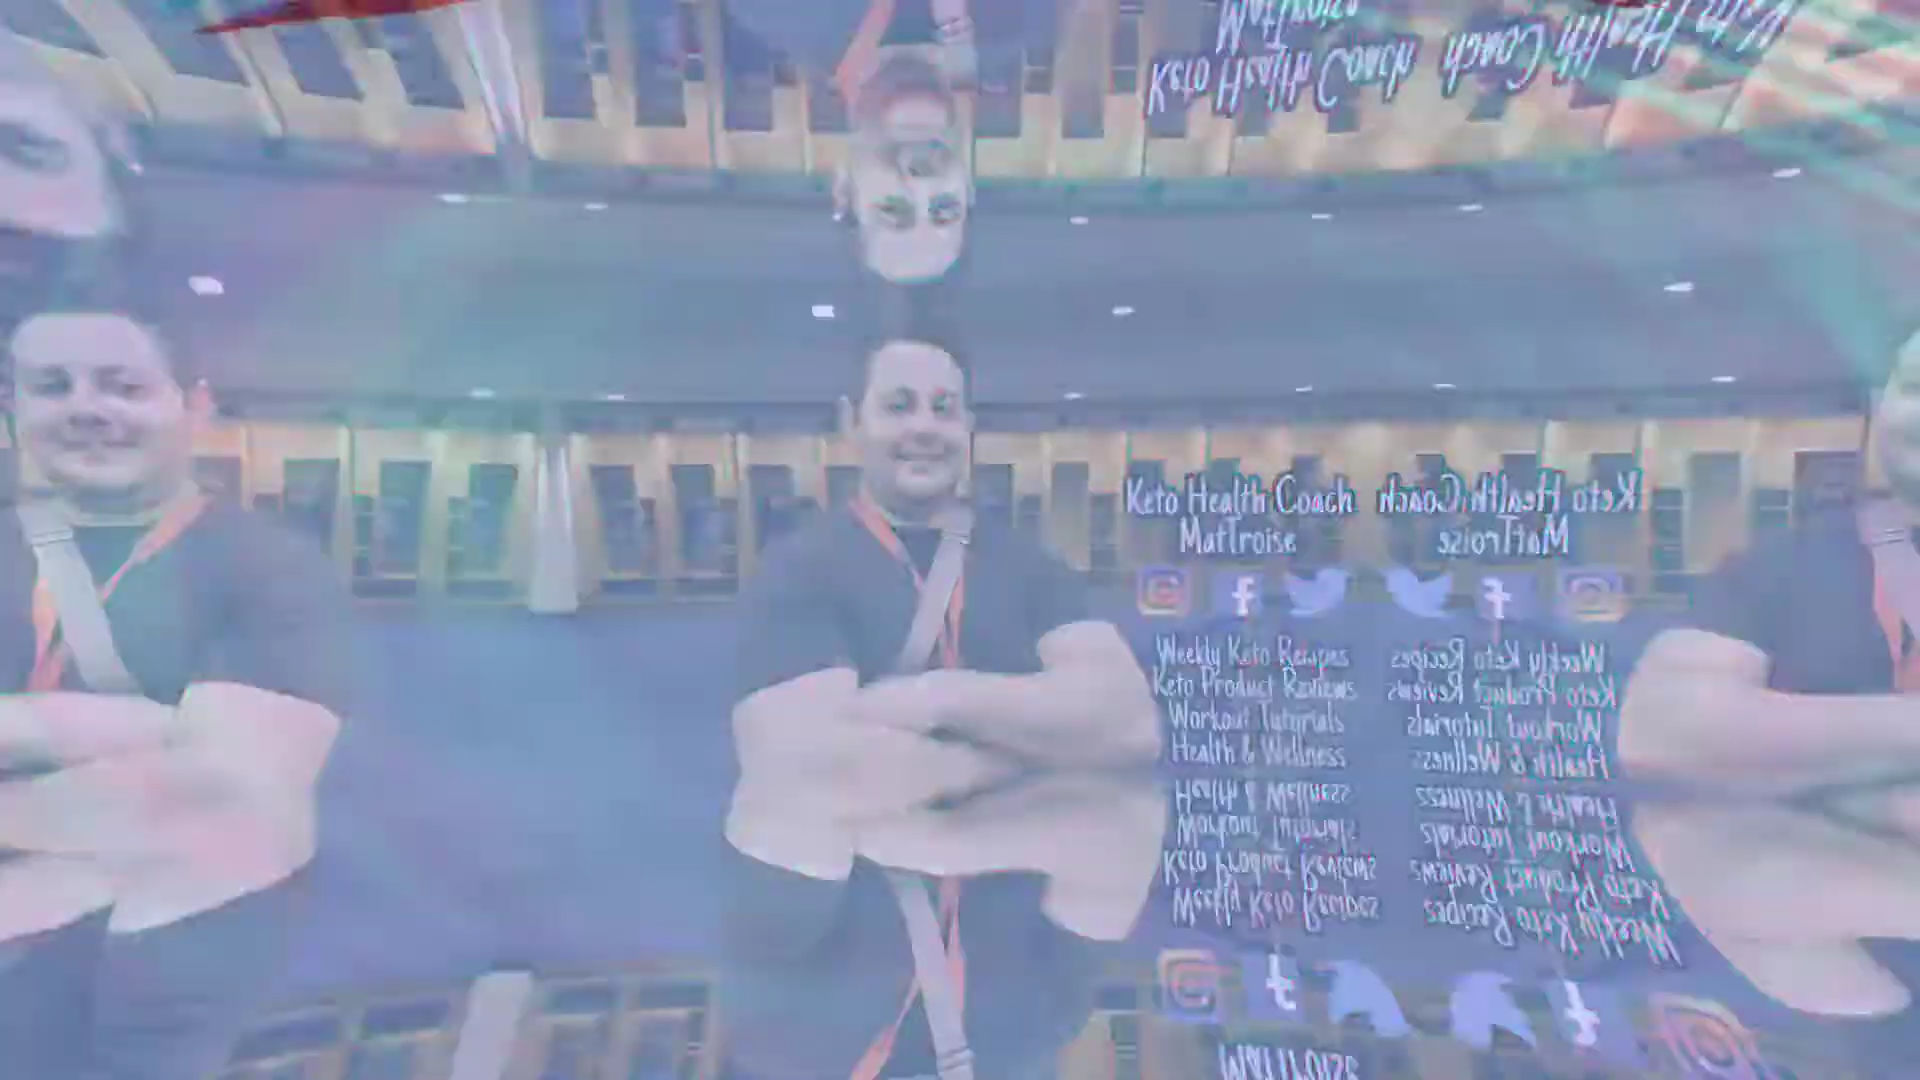 Keto Health Coach
MatTroise
Weekly Keto Recipes
Keto Product Reviews
Workout Tutorials
Health & Wellness